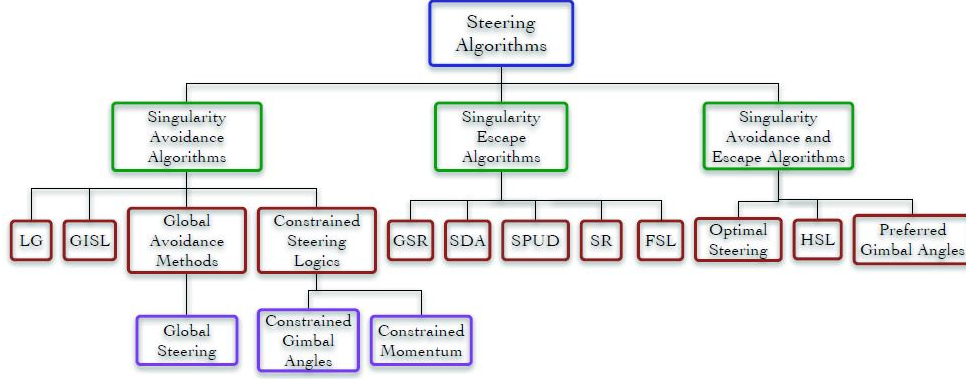 Steering
Algorithms
Singularity
Avoidance
Algorithms
Singularity
Escape
Algorithms
Singularity
Avoidance and
Escape Algorithms
LG
GISL
Global
Avoidance
Methods
Constrained
Steering
Logics
GSR
SDA
SPUD
SR
FSL
Optimal
Steering
HSL
Preferred
Gimbal Angles
Global
Steering
Constrained
Gimbal
Angles
Constrained
Momentum